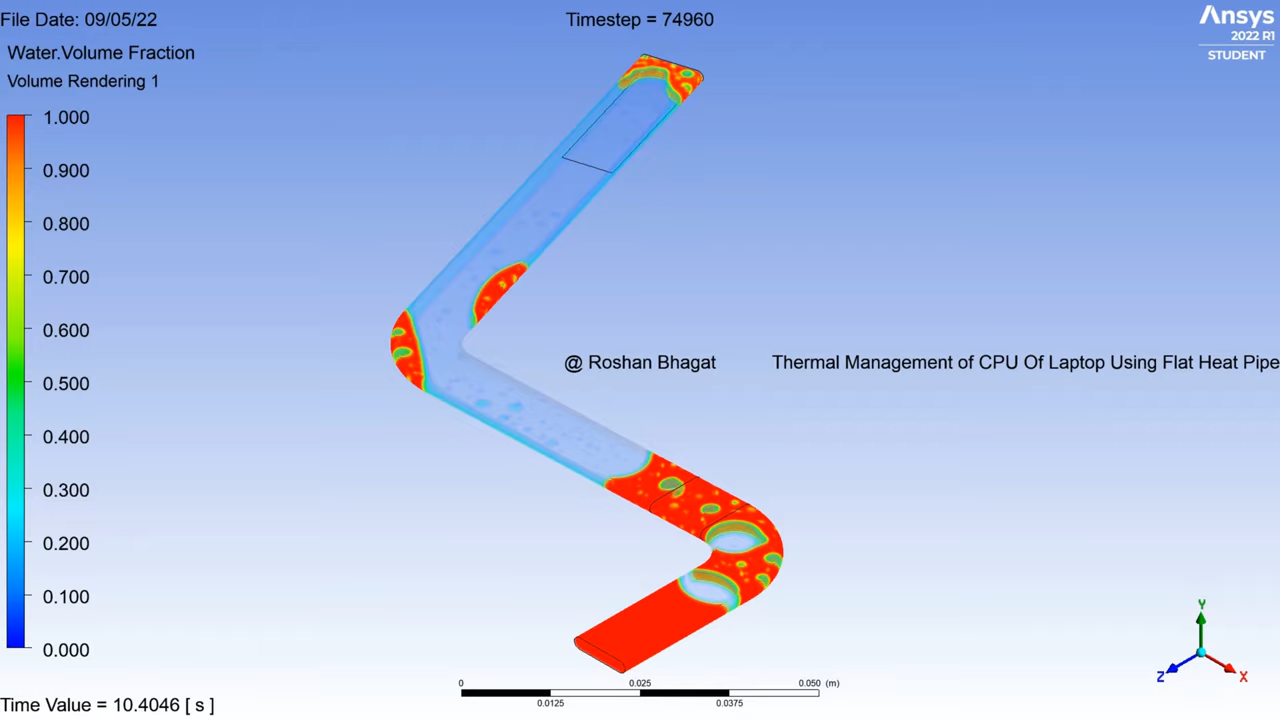 File Date: 09/05/22
Timestep = 74960
Ansys
2022 R1
STUDENT
Water.Volume Fraction
Volume Rendering 1
1.000
0.900
0.800
0.700
0.600
0.500
0.400
0.300
0.200
0.100
0.000
@ Roshan Bhagat
Thermal Management of CPU Of Laptop Using Flat Heat Pipe
Y
Z
X
0 0.025 0.050 (m)
0.0125 0.0375
Time Value = 10.4046 [ s ]